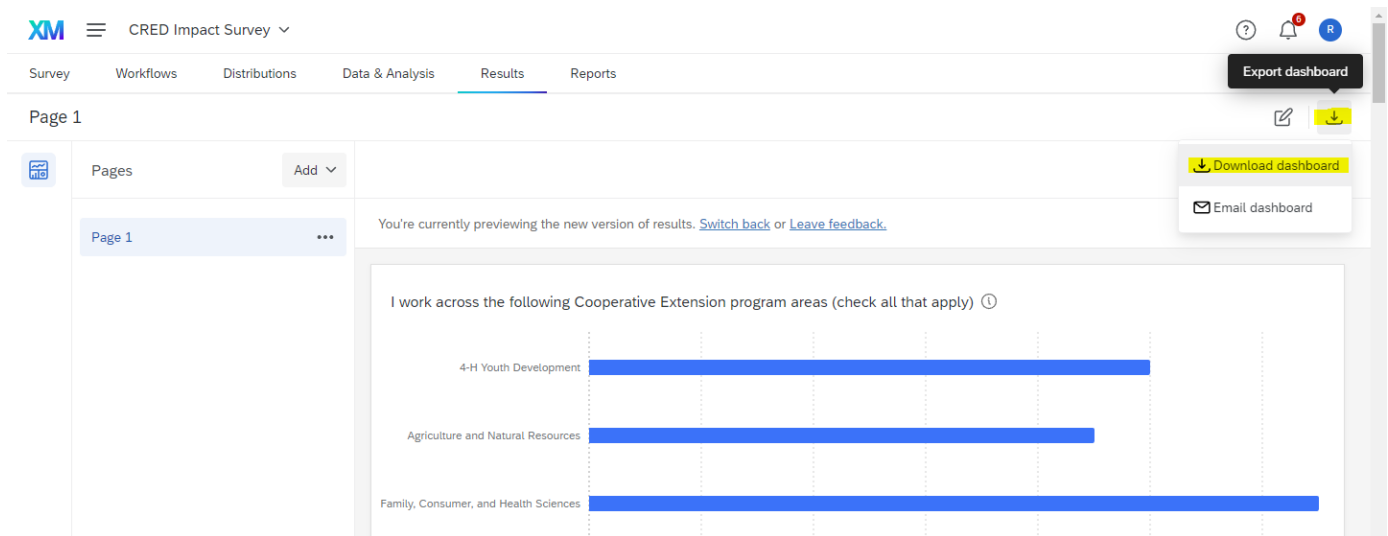 XM CRED Impact Survey 6 R
Survey Workflows Distributions Data & Analysis Results Reports Export dashboard
Page 1
Pages Add Download dashboard
Email dashboard
Page 1 You're currently previewing the new version of results. Switch back or Leave feedback.
I work across the following Cooperative Extension program areas (check all that apply)
4-H Youth Development
Agriculture and Natural Resources
Family, Consumer, and Health Sciences